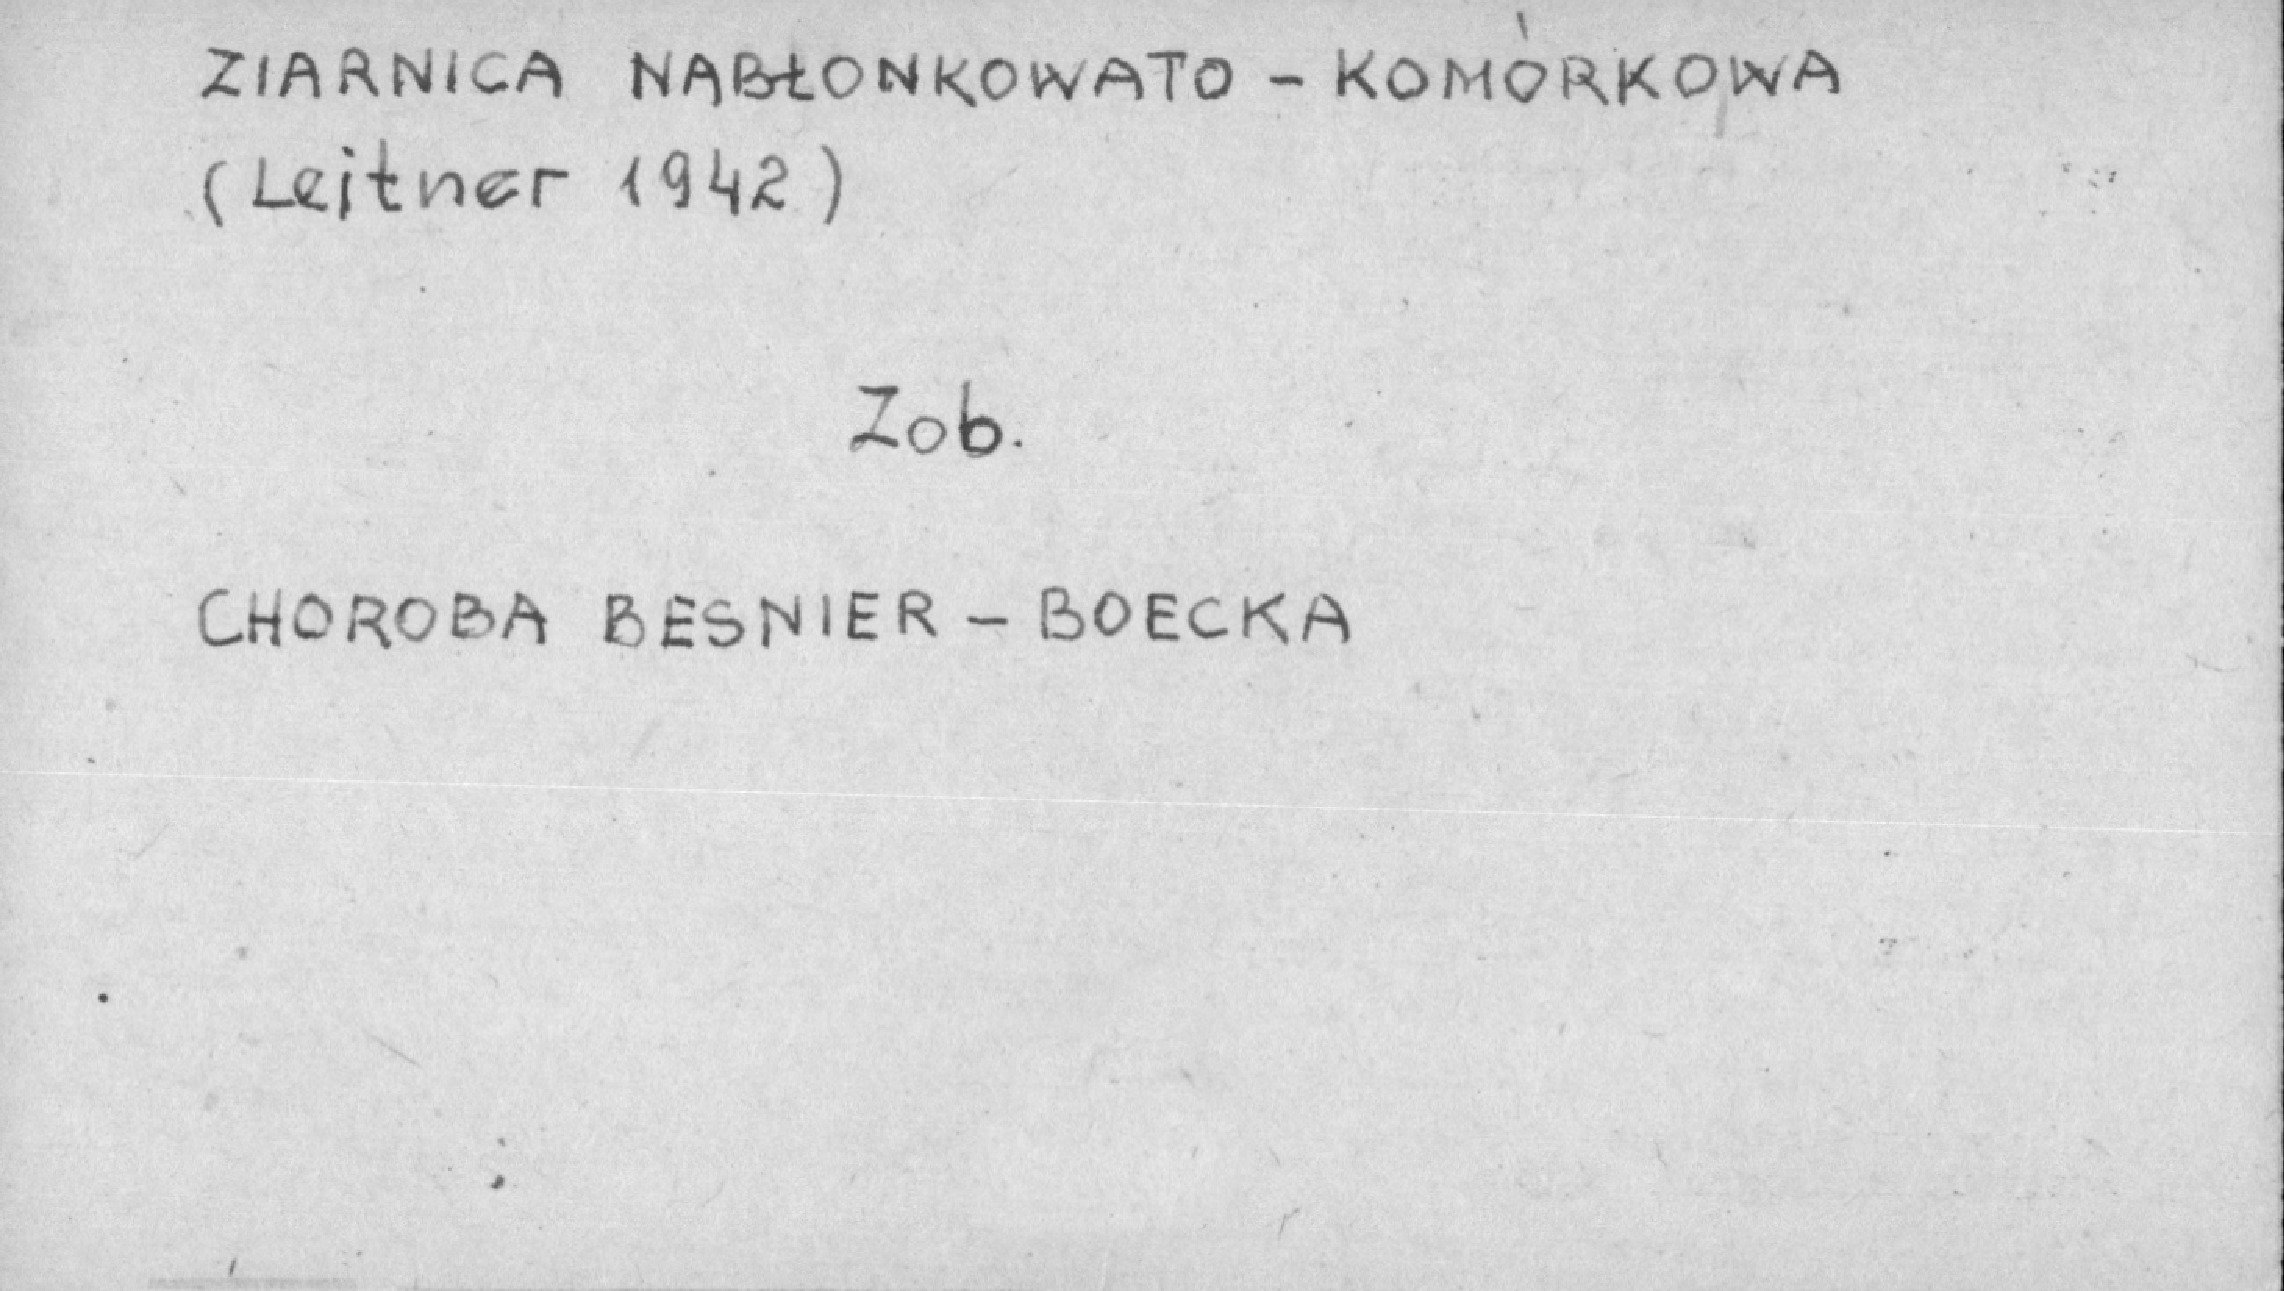 ZIARNICA NABŁONKOWATO - KOMÓRKOWA
(Leitner 1942)
Zob.
CHOROBA BESNIER - BOECKA